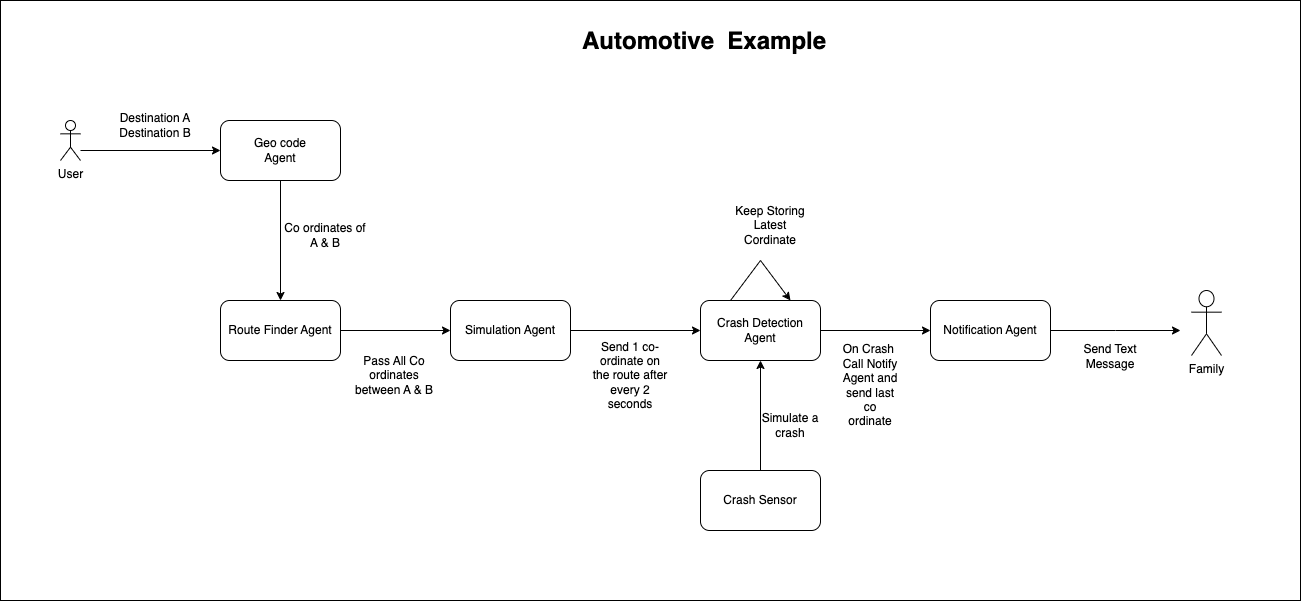 Automotive  Example
Destination A
Destination B
User
Geo code
Agent
Co ordinates of
A & B
Route Finder Agent
Pass All Co
ordinates
between A & B
Simulation Agent
Send 1 co-
ordinate on
the route after
every 2
seconds
Keep Storing
Latest
Cordinate
Crash Detection
Agent
Simulate a
crash
Crash Sensor
On Crash
Call Notify
Agent and
send last
co
ordinate
Notification Agent
Send Text
Message
Family